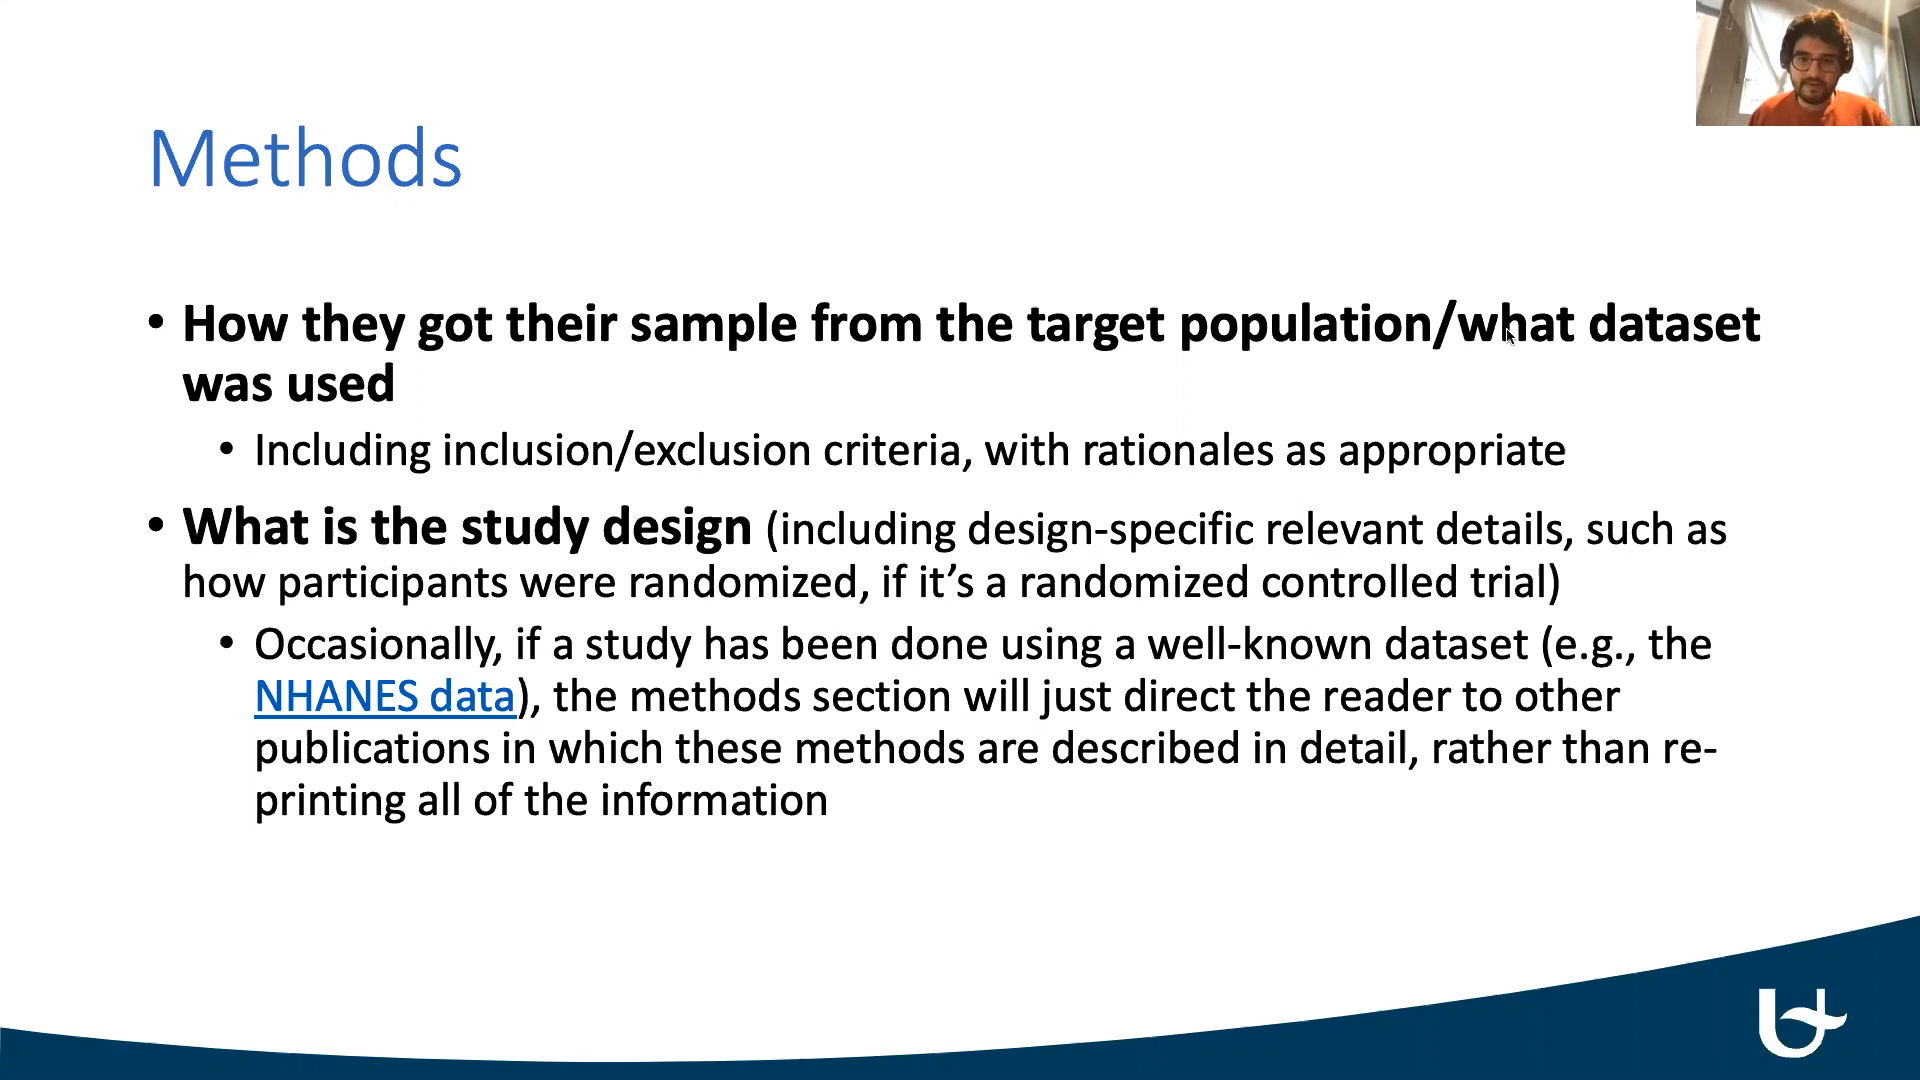 Methods
• How they got their sample from the target population/what dataset
was used
• Including inclusion/exclusion criteria, with rationales as appropriate
• What is the study design (including design-specific relevant details, such as
how participants were randomized, if it’s a randomized controlled trial)
• Occasionally, if a study has been done using a well-known dataset (e.g., the
NHANES data), the methods section will just direct the reader to other
publications in which these methods are described in detail, rather than re-
printing all of the information